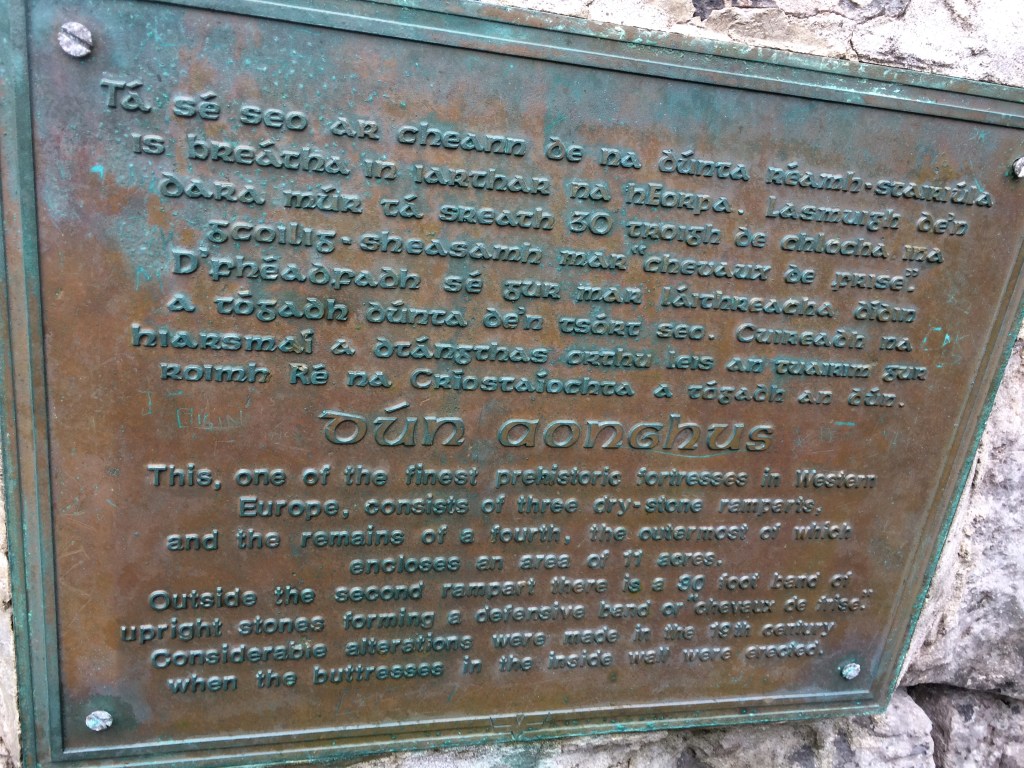 Tá sé seo ar cheann de na dúnta réamh-stairiúla
is breátha in Iarthar na hEorpa. Lasmuigh de'n
dara múr tá sreath 30 troigh de chlocha ina
gcoilig-sheasamh mar "chevaux de frise."
D'fhéadfadh sé gur mar láithreacha dídin
a tógadh dúnta de'n tsórt seo. Cuireadh na
hiarsmaí a dtángthas orthu leis an tuairim gur
roimh Ré na Críostaíochta a tógadh an dún.
Dún Aonghus
This, one of the finest prehistoric fortresses in Western
Europe, consists of three dry-stone ramparts,
and the remains of a fourth, the outermost of which
encloses an area of 11 acres.
Outside the second rampart there is a 30 foot band of
upright stones forming a defensive band or "chevaux de frise."
Considerable alterations were made in the 19th century
when the buttresses in the inside wall were erected.